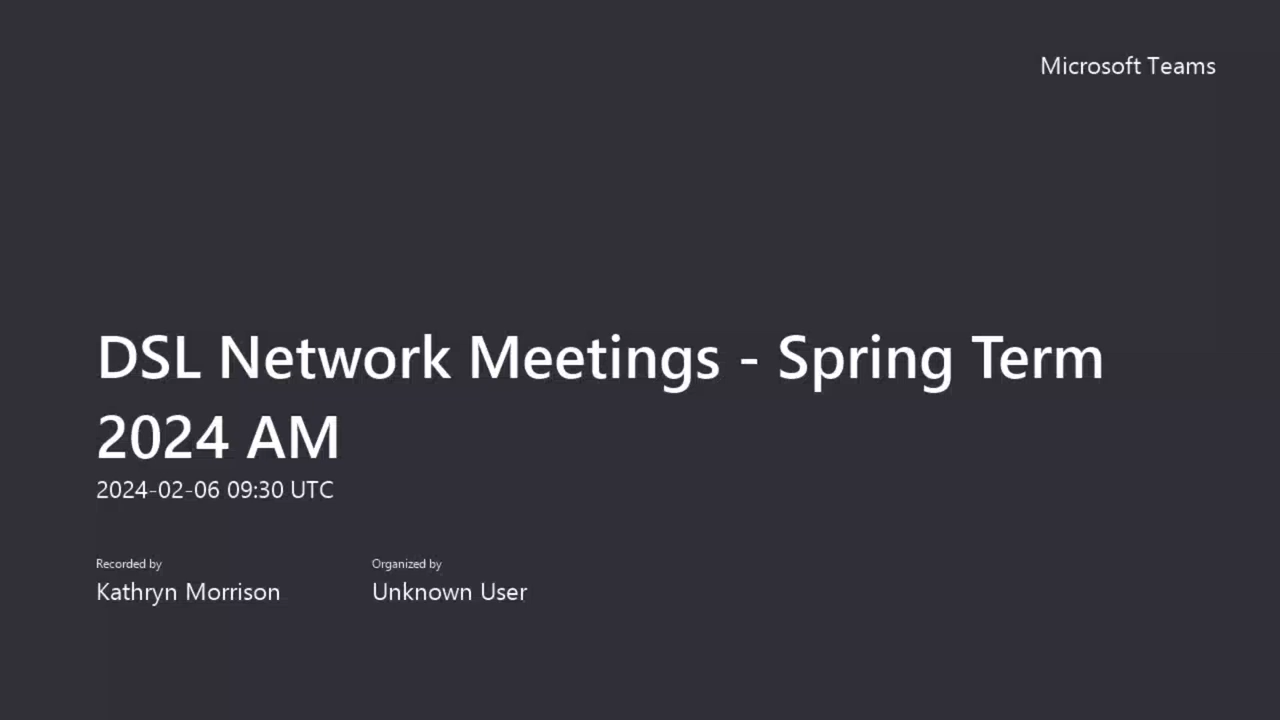 Microsoft Teams
DSL Network Meetings - Spring Term
2024 AM
2024-02-06 09:30 UTC
Recorded by
Organized by
Kathryn Morrison
Unknown User